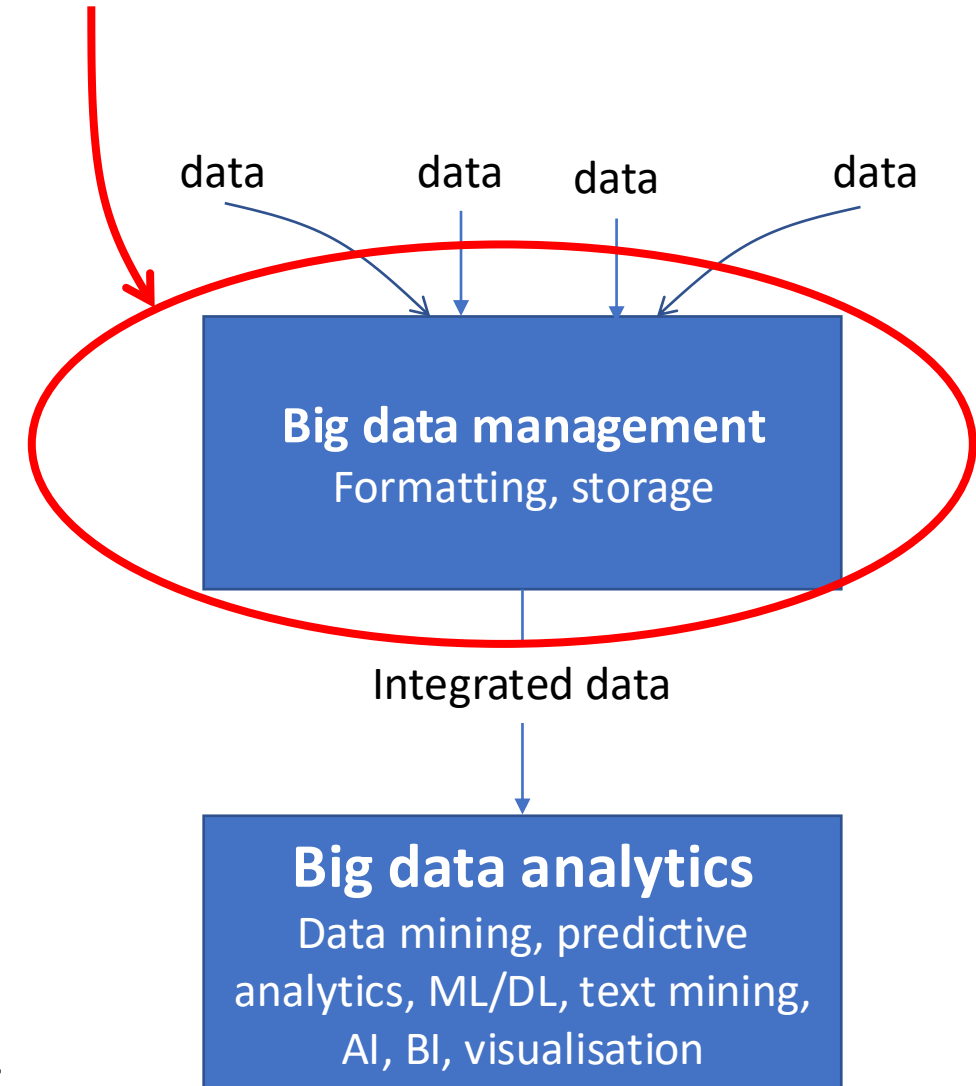 data
data
data
data
Big data management
Formatting, storage
Integrated data
Big data analytics
Data mining, predictive
analytics, ML/DL, text mining,
AI, BI, visualisation